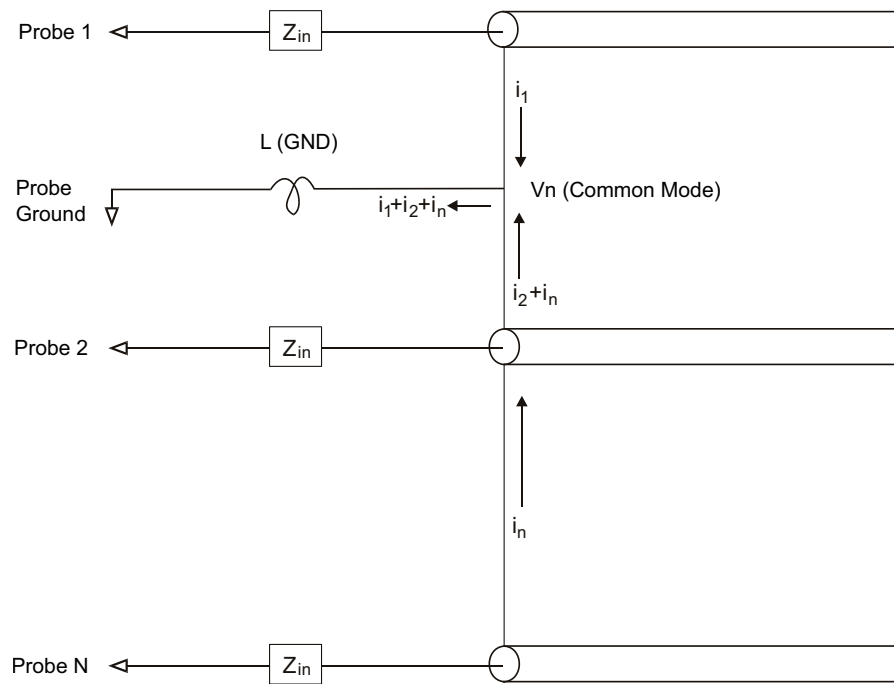 Probe 1
Z_in
i_1
L (GND)
Probe
Ground
i_1+i_2+i_n
Vn (Common Mode)
i_2+i_n
Probe 2
Z_in
i_n
Probe N
Z_in